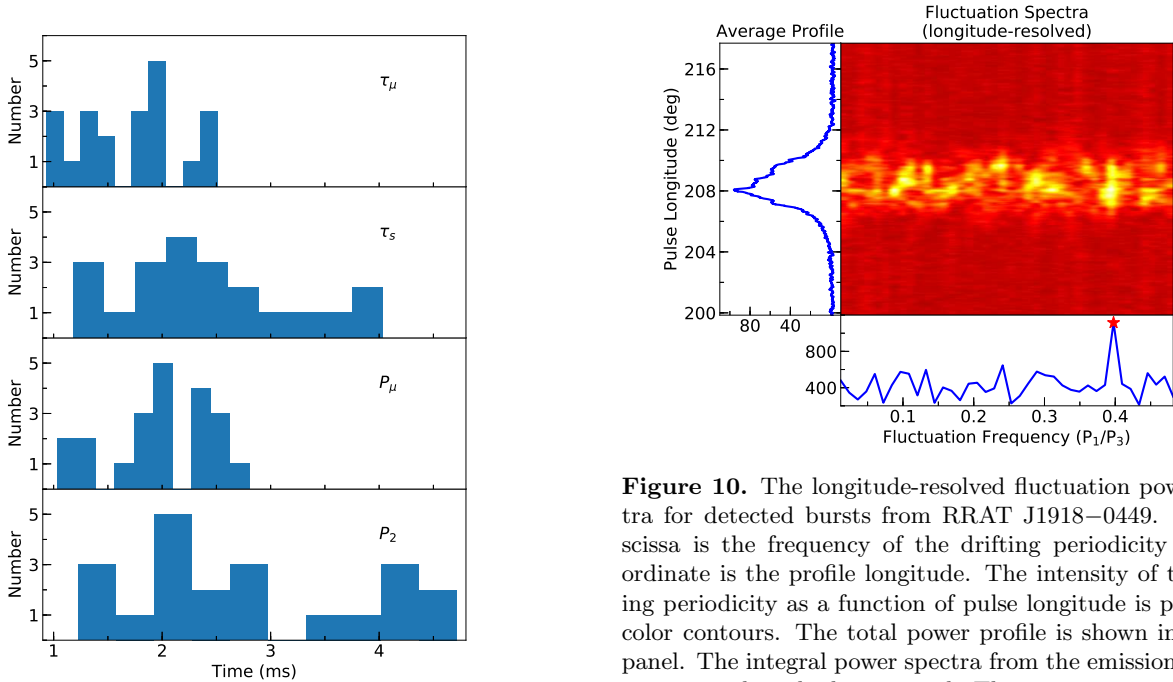 Number
5
3
1
τμ
Number
5
3
1
τs
Number
5
3
1
Pμ
Number
5
3
1
P2
1 2 3 4
Time (ms)
Average Profile
Fluctuation Spectra
(longitude-resolved)
Pulse Longitude (deg)
216
212
208
204
200
80 40
800
400
0.1 0.2 0.3 0.4
Fluctuation Frequency (P1/P3)
Figure 10. The longitude-resolved fluctuation pow
tra for detected bursts from RRAT J1918−0449.
scissa is the frequency of the drifting periodicity
ordinate is the profile longitude. The intensity of t
ing periodicity as a function of pulse longitude is p
color contours. The total power profile is shown in
panel. The integral power spectra from the emission